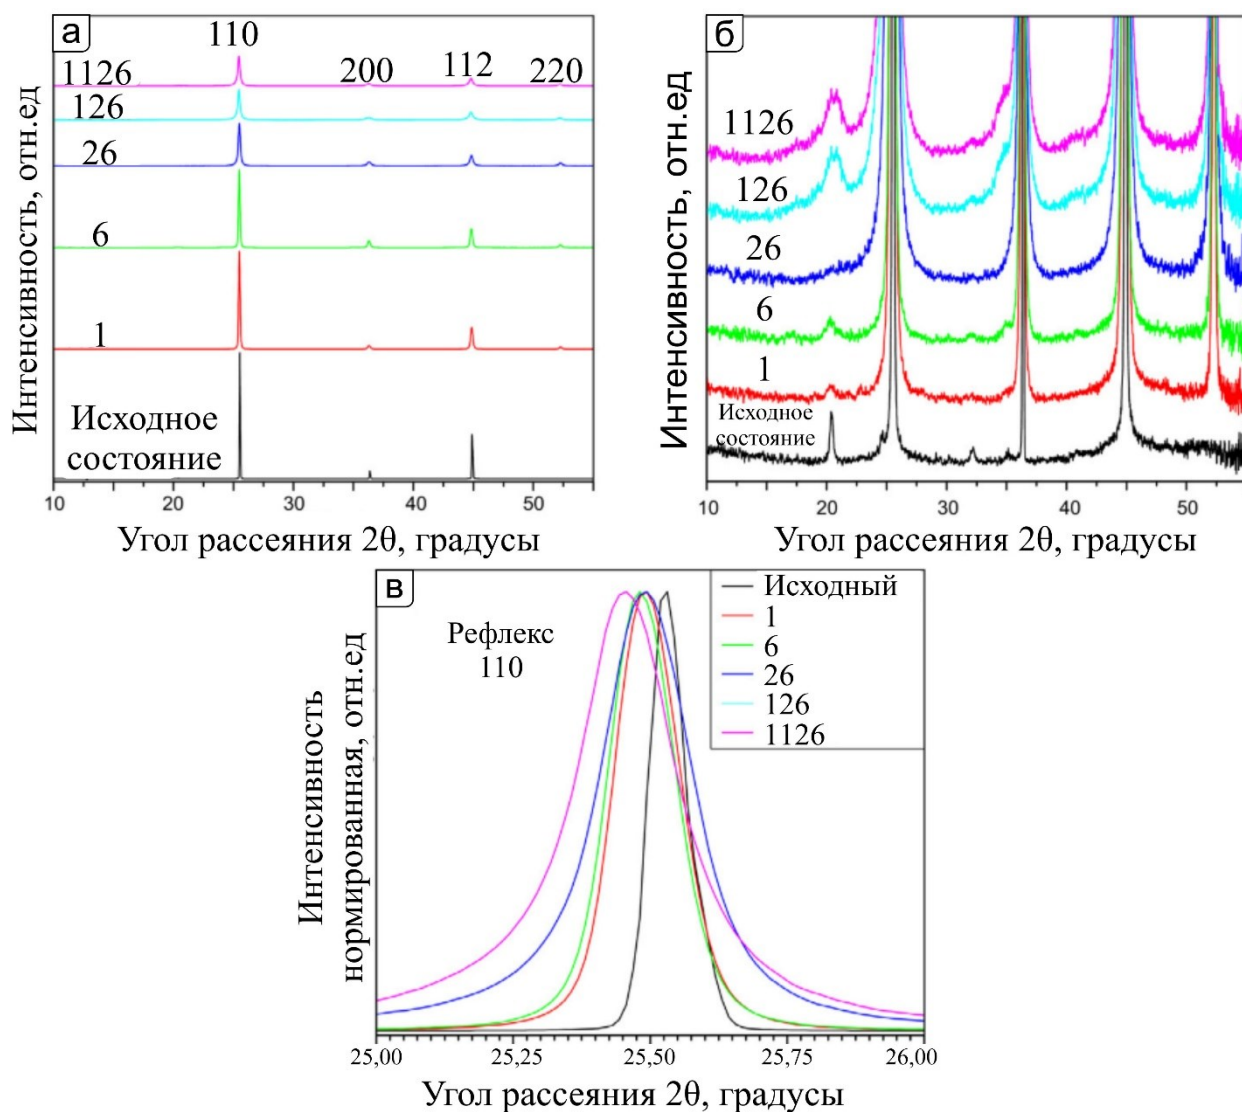 а
110
1126
200
112
220
126
26
6
1
Исходное
состояние
10
20
30
40
50
Интенсивность, отн.ед
Угол рассеяния 2θ, градусы
б
1126
126
26
6
1
Исходное
состояние
10
20
30
40
50
Интенсивность, отн.ед
Угол рассеяния 2θ, градусы
в
Рефлекс
110
Исходный
1
6
26
126
1126
25,00
25,25
25,50
25,75
26,00
Интенсивность
нормированная, отн.ед
Угол рассеяния 2θ, градусы